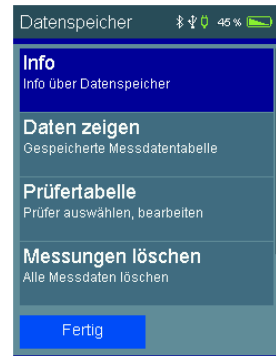 Datenspeicher 45 %
Info
Info über Datenspeicher
Daten zeigen
Gespeicherte Messdatentabelle
Prüfertabelle
Prüfer auswählen, bearbeiten
Messungen löschen
Alle Messdaten löschen
Fertig